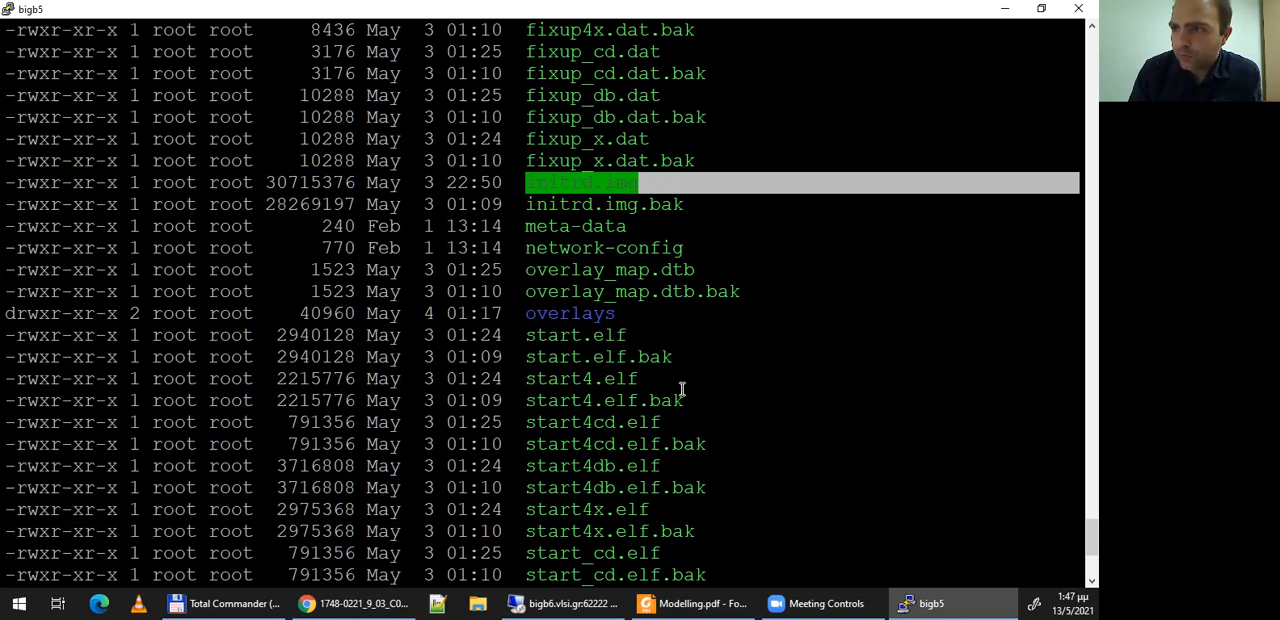 bigb5
-rwxr-xr-x 1 root root 8436 May 3 01:10 fixup4x.dat.bak
-rwxr-xr-x 1 root root 3176 May 3 01:25 fixup_cd.dat
-rwxr-xr-x 1 root root 3176 May 3 01:10 fixup_cd.dat.bak
-rwxr-xr-x 1 root root 10288 May 3 01:25 fixup_db.dat
-rwxr-xr-x 1 root root 10288 May 3 01:10 fixup_db.dat.bak
-rwxr-xr-x 1 root root 10288 May 3 01:24 fixup_x.dat
-rwxr-xr-x 1 root root 10288 May 3 01:10 fixup_x.dat.bak
-rwxr-xr-x 1 root root 30715376 May 3 22:50 initrd.img
-rwxr-xr-x 1 root root 28269197 May 3 01:09 initrd.img.bak
-rwxr-xr-x 1 root root 240 Feb 1 13:14 meta-data
-rwxr-xr-x 1 root root 770 Feb 1 13:14 network-config
-rwxr-xr-x 1 root root 1523 May 3 01:25 overlay_map.dtb
-rwxr-xr-x 1 root root 1523 May 3 01:10 overlay_map.dtb.bak
drwxr-xr-x 2 root root 40960 May 4 01:17 overlays
-rwxr-xr-x 1 root root 2940128 May 3 01:24 start.elf
-rwxr-xr-x 1 root root 2940128 May 3 01:09 start.elf.bak
-rwxr-xr-x 1 root root 2215776 May 3 01:24 start4.elf
-rwxr-xr-x 1 root root 2215776 May 3 01:09 start4.elf.bak
-rwxr-xr-x 1 root root 791356 May 3 01:25 start4cd.elf
-rwxr-xr-x 1 root root 791356 May 3 01:10 start4cd.elf.bak
-rwxr-xr-x 1 root root 3716808 May 3 01:24 start4db.elf
-rwxr-xr-x 1 root root 3716808 May 3 01:10 start4db.elf.bak
-rwxr-xr-x 1 root root 2975368 May 3 01:24 start4x.elf
-rwxr-xr-x 1 root root 2975368 May 3 01:10 start4x.elf.bak
-rwxr-xr-x 1 root root 791356 May 3 01:25 start_cd.elf
-rwxr-xr-x 1 root root 791356 May 3 01:10 start_cd.elf.bak
Total Commander (... 1748-0221_9_03_C0... bigb6.vlsi.gr:62222 ... Modelling.pdf - Fo... Meeting Controls bigb5 1:47 μμ
13/5/2021